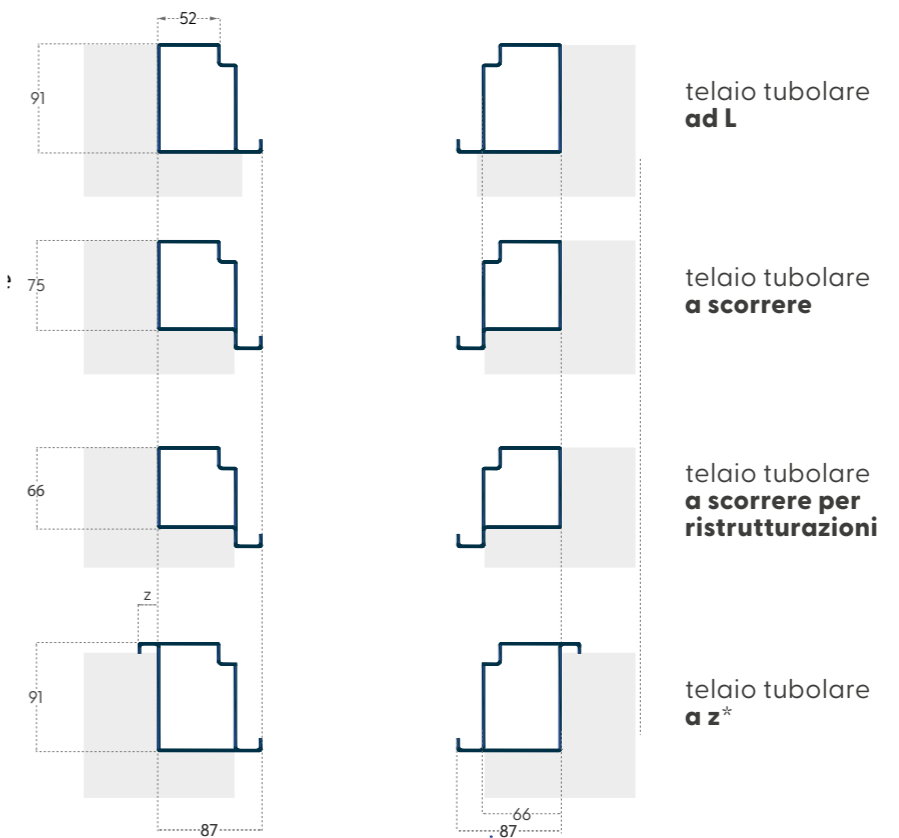 52
91
telaio tubolare
ad L
75
telaio tubolare
a scorrere
66
telaio tubolare
a scorrere per
ristrutturazioni
z
91
telaio tubolare
a z*
66
87
87